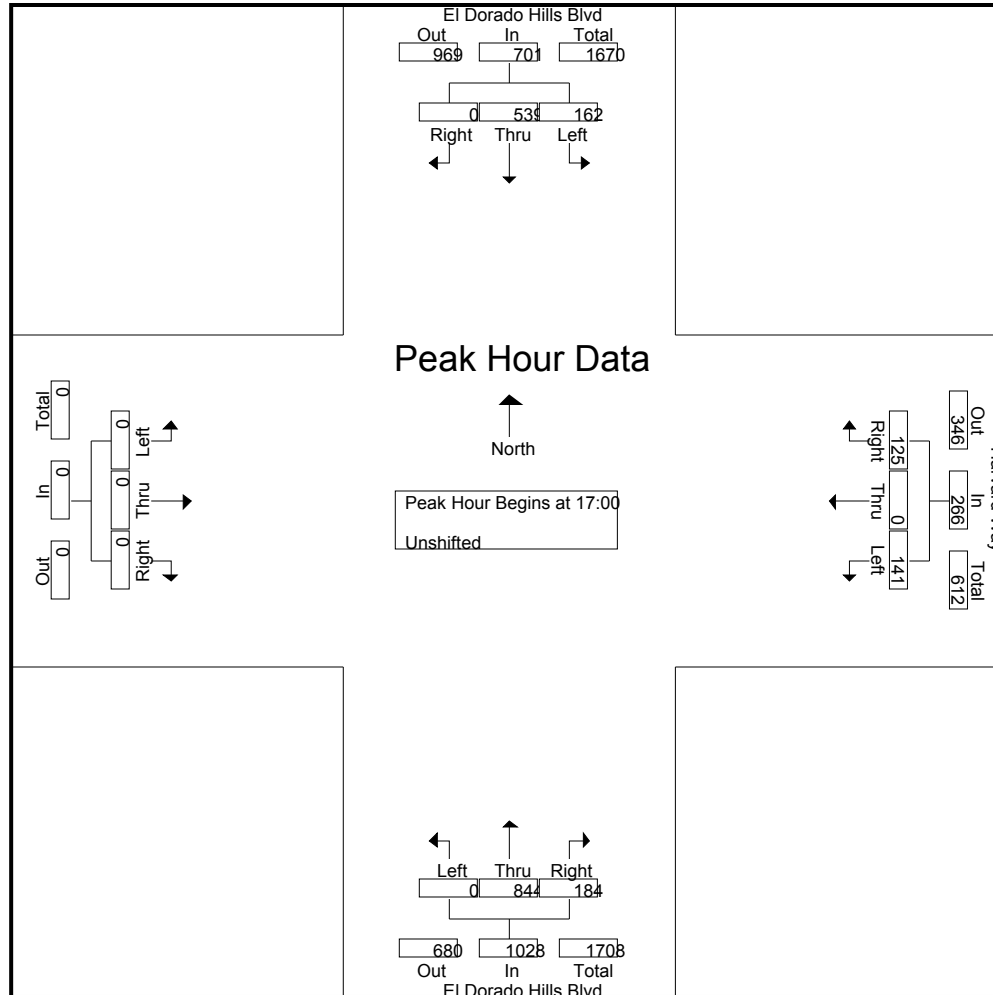 El Dorado Hills Blvd
Out In Total
969 701 1670
0 539 162
Right Thru Left
Peak Hour Data
North
Peak Hour Begins at 17:00
Unshifted
Total In Out
0 0 0
0 0 0
Left Thru Right
Right Thru Left
125 0 141
346 266 612
Out In Total
Left Thru Right
0 844 184
680 1028 1708
Out In Total
El Dorado Hills Blvd